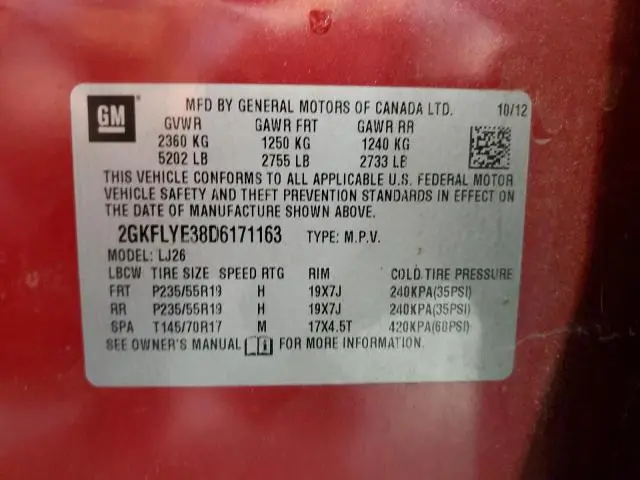 GM
MFD BY GENERAL MOTORS OF CANADA LTD. 10/12
GVWR GAWR FRT GAWR RR
2360 KG 1250 KG 1240 KG
5202 LB 2755 LB 2733 LB
THIS VEHICLE CONFORMS TO ALL APPLICABLE U.S. FEDERAL MOTOR
VEHICLE SAFETY AND THEFT PREVENTION STANDARDS IN EFFECT ON
THE DATE OF MANUFACTURE SHOWN ABOVE.
2GKFLYE38D6171163 TYPE: M.P.V.
MODEL: LJ26
LBCW TIRE SIZE SPEED RTG RIM COLD TIRE PRESSURE
FRT P235/55R19 H 19X7J 240KPA(35PSI)
RR P235/55R19 H 19X7J 240KPA(35PSI)
SPA T145/70R17 M 17X4.5T 420KPA(60PSI)
SEE OWNER'S MANUAL FOR MORE INFORMATION.